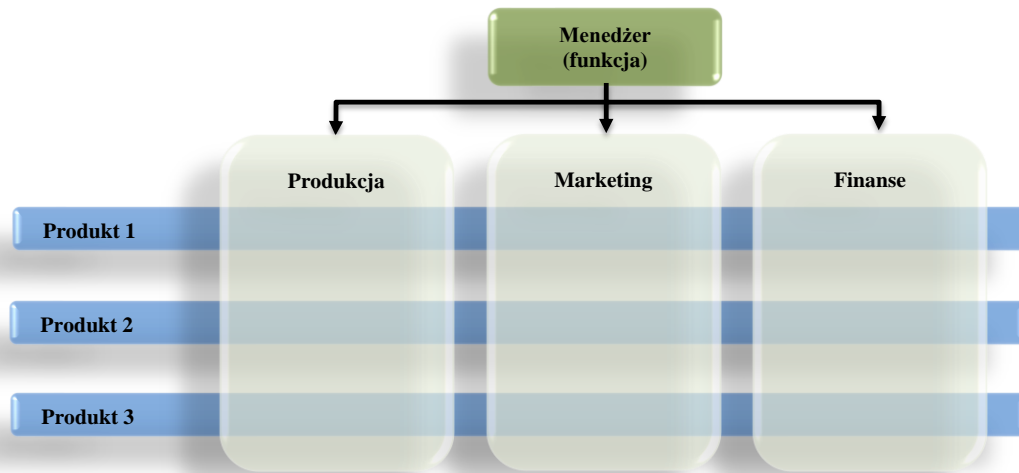 Menedżer
(funkcja)
Produkcja
Marketing
Finanse
Produkt 1
Produkt 2
Produkt 3